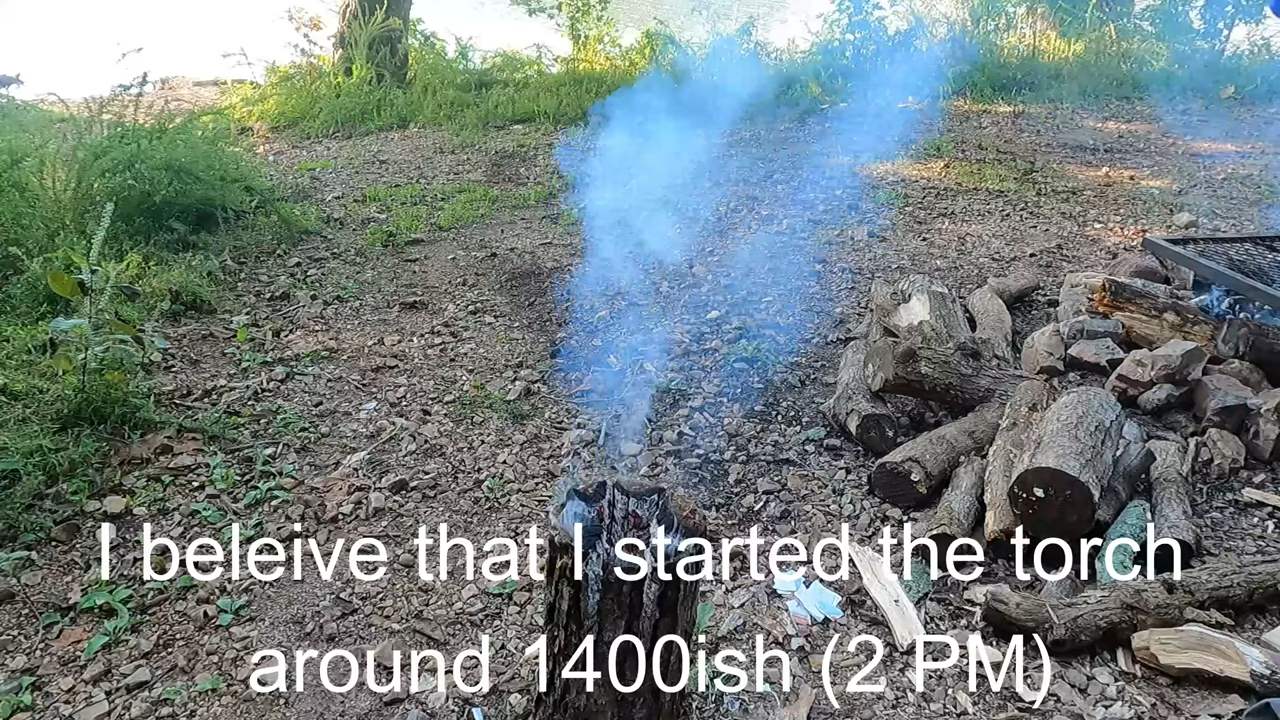 I beleive that I started the torch
around 1400ish (2 PM)